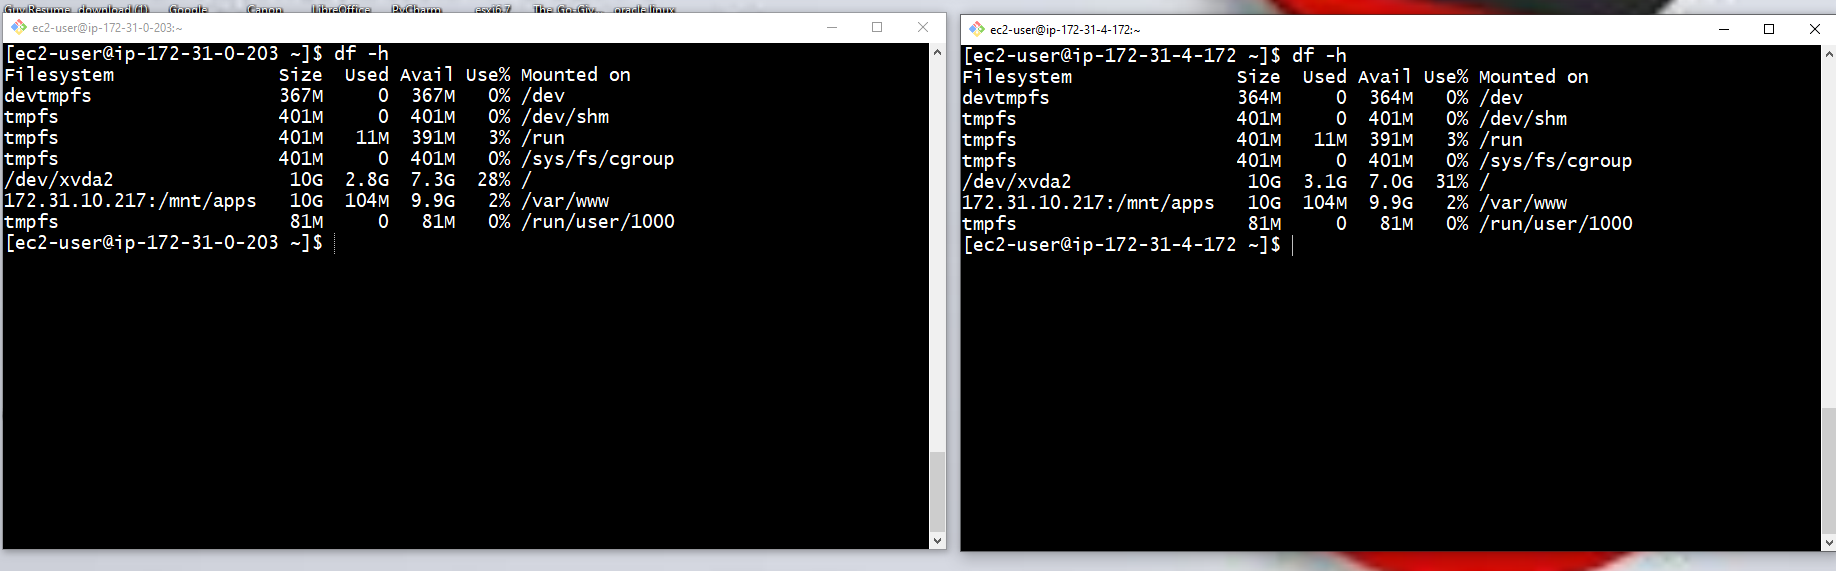 Guy Resume download (1) Google Canon LibreOffice PyCharm esxi6.7 The-Go-Giv... oracle linux
ec2-user@ip-172-31-0-203:~
[ec2-user@ip-172-31-0-203 ~]$ df -h
Filesystem Size Used Avail Use% Mounted on
devtmpfs 367M 0 367M 0% /dev
tmpfs 401M 0 401M 0% /dev/shm
tmpfs 401M 11M 391M 3% /run
tmpfs 401M 0 401M 0% /sys/fs/cgroup
/dev/xvda2 10G 2.8G 7.3G 28% /
172.31.10.217:/mnt/apps 10G 104M 9.9G 2% /var/www
tmpfs 81M 0 81M 0% /run/user/1000
[ec2-user@ip-172-31-0-203 ~]$
ec2-user@ip-172-31-4-172:~
[ec2-user@ip-172-31-4-172 ~]$ df -h
Filesystem Size Used Avail Use% Mounted on
devtmpfs 364M 0 364M 0% /dev
tmpfs 401M 0 401M 0% /dev/shm
tmpfs 401M 11M 391M 3% /run
tmpfs 401M 0 401M 0% /sys/fs/cgroup
/dev/xvda2 10G 3.1G 7.0G 31% /
172.31.10.217:/mnt/apps 10G 104M 9.9G 2% /var/www
tmpfs 81M 0 81M 0% /run/user/1000
[ec2-user@ip-172-31-4-172 ~]$